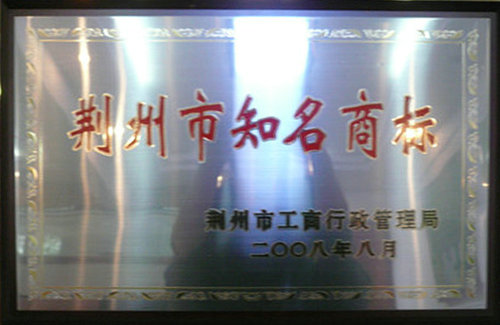 荆州市知名商标
荆州市工商行政管理局
二〇〇八年八月